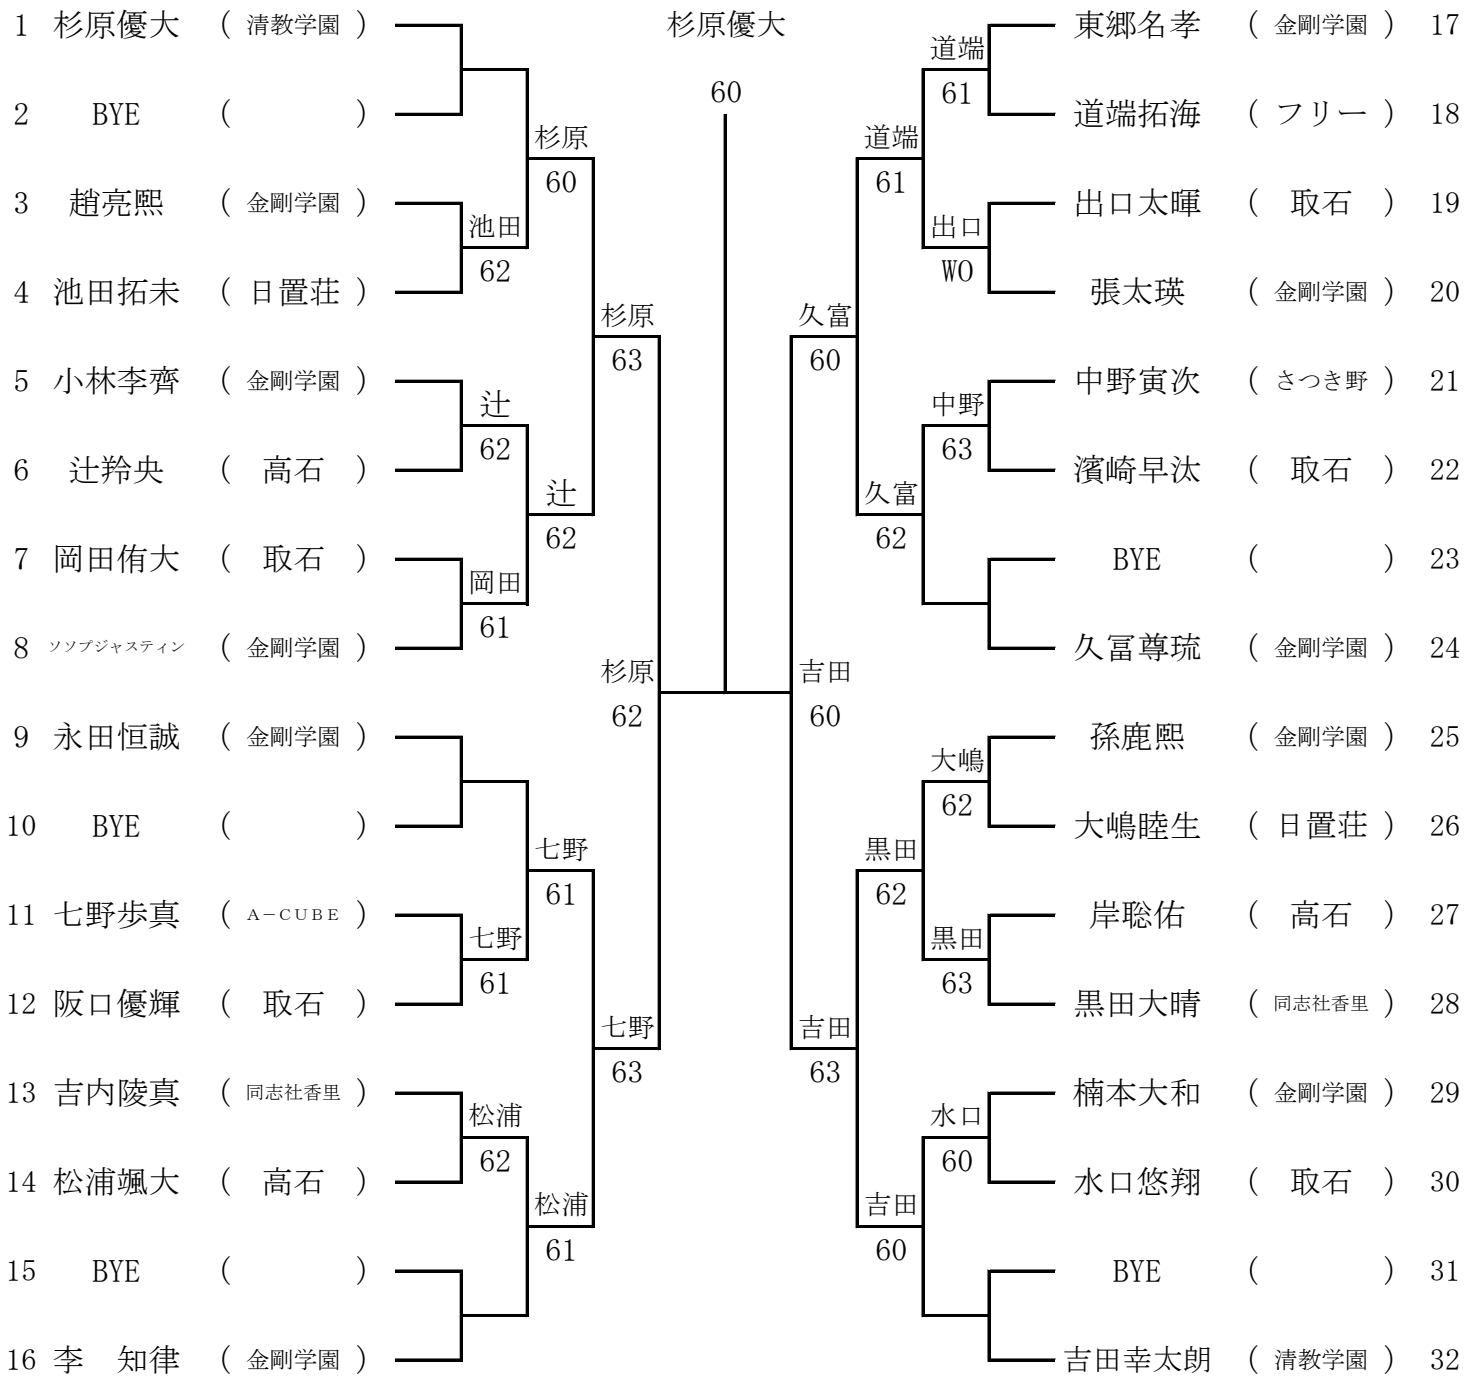 杉原優大
60
1 杉原優大 ( 清教学園 )
2 BYE ( )
杉原
60
3 趙亮熙 ( 金剛学園 )
池田
62
4 池田拓未 ( 日置荘 )
杉原
63
5 小林李齊 ( 金剛学園 )
辻
62
6 辻羚央 ( 高石 )
辻
62
7 岡田侑大 ( 取石 )
岡田
61
8 ソソプジャスティン ( 金剛学園 )
杉原
62
9 永田恒誠 ( 金剛学園 )
10 BYE ( )
七野
61
11 七野歩真 ( A-CUBE )
七野
61
12 阪口優輝 ( 取石 )
七野
63
13 吉内陵真 ( 同志社香里 )
松浦
62
14 松浦颯大 ( 高石 )
松浦
61
15 BYE ( )
16 李 知律 ( 金剛学園 )
東郷名孝 ( 金剛学園 ) 17
道端
61
道端拓海 ( フリー ) 18
道端
61
出口太暉 ( 取石 ) 19
出口
WO
張太瑛 ( 金剛学園 ) 20
久富
60
中野寅次 ( さつき野 ) 21
中野
63
濱崎早汰 ( 取石 ) 22
久富
62
BYE ( ) 23
久冨尊琉 ( 金剛学園 ) 24
吉田
60
孫鹿熙 ( 金剛学園 ) 25
大嶋
62
大嶋睦生 ( 日置荘 ) 26
黒田
62
岸聡佑 ( 高石 ) 27
黒田
63
黒田大晴 ( 同志社香里 ) 28
吉田
63
楠本大和 ( 金剛学園 ) 29
水口
60
水口悠翔 ( 取石 ) 30
吉田
60
BYE ( ) 31
吉田幸太朗 ( 清教学園 ) 32